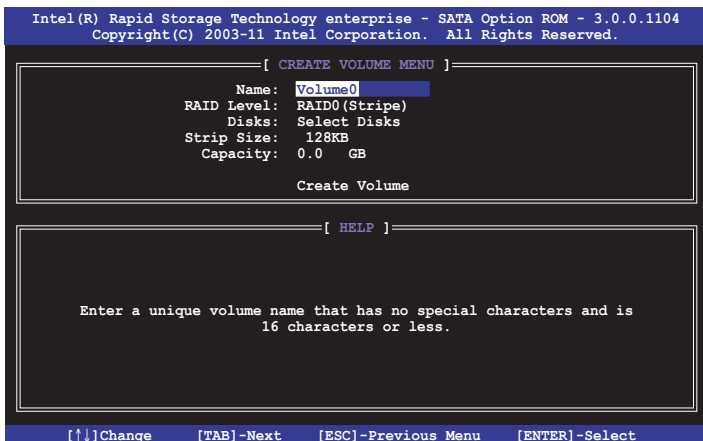 Intel(R) Rapid Storage Technology enterprise - SATA Option ROM - 3.0.0.1104
Copyright(C) 2003-11 Intel Corporation.  All Rights Reserved.
[ CREATE VOLUME MENU ]
Name: Volume0
RAID Level: RAID0(Stripe)
Disks: Select Disks
Strip Size: 128KB
Capacity: 0.0 GB
Create Volume
[ HELP ]
Enter a unique volume name that has no special characters and is
16 characters or less.
[↑↓]Change [TAB]-Next [ESC]-Previous Menu [ENTER]-Select